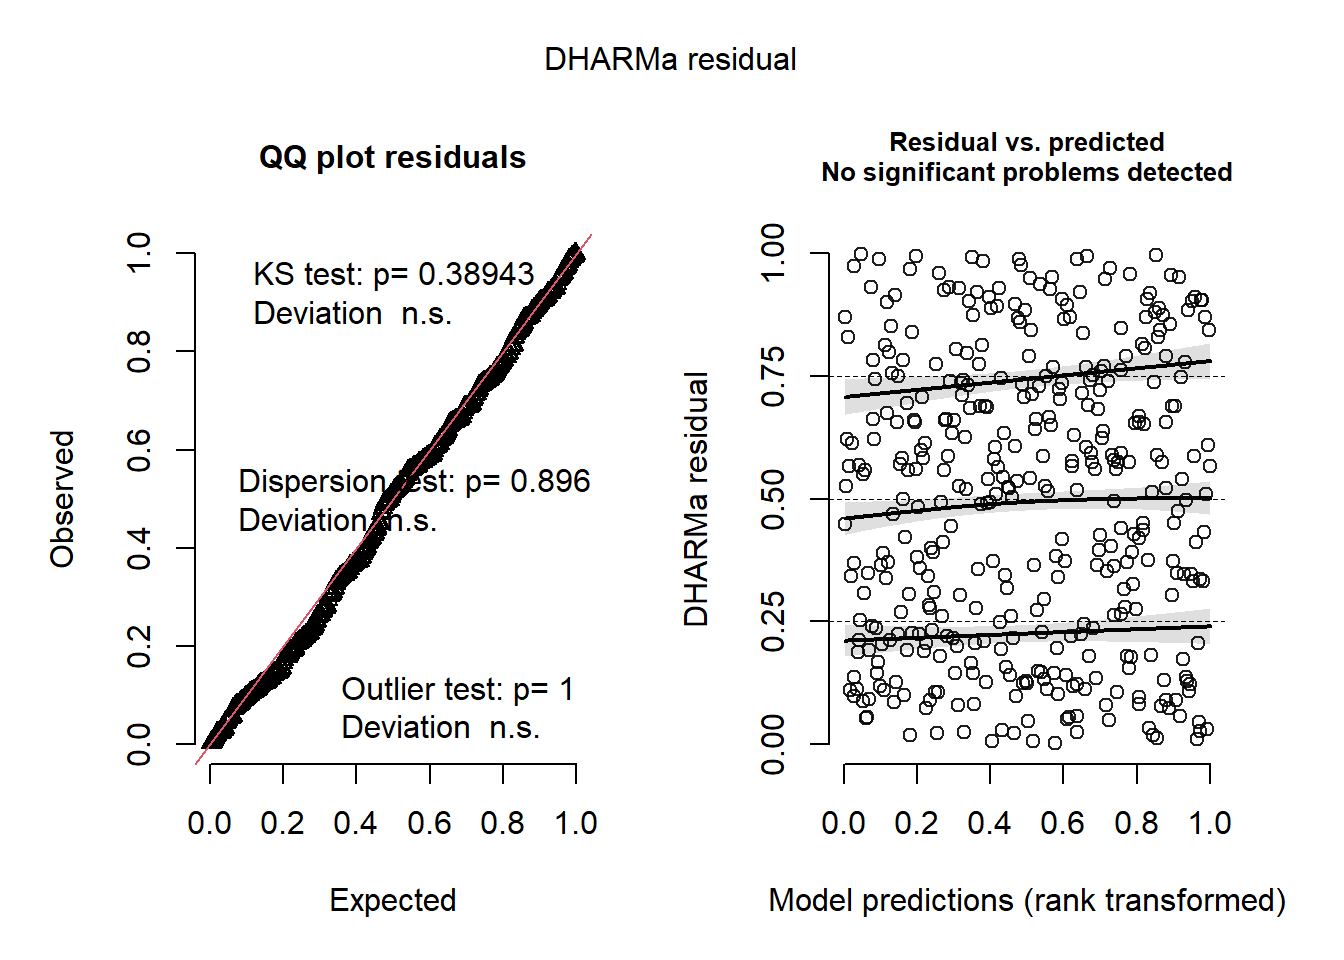 DHARMa residual
QQ plot residuals
KS test: p= 0.38943
Deviation  n.s.
Dispersion test: p= 0.896
Deviation  n.s.
Outlier test: p= 1
Deviation  n.s.
Observed
0.0 0.2 0.4 0.6 0.8 1.0
0.0 0.2 0.4 0.6 0.8 1.0
Expected
Residual vs. predicted
No significant problems detected
DHARMa residual
0.00 0.25 0.50 0.75 1.00
0.0 0.2 0.4 0.6 0.8 1.0
Model predictions (rank transformed)